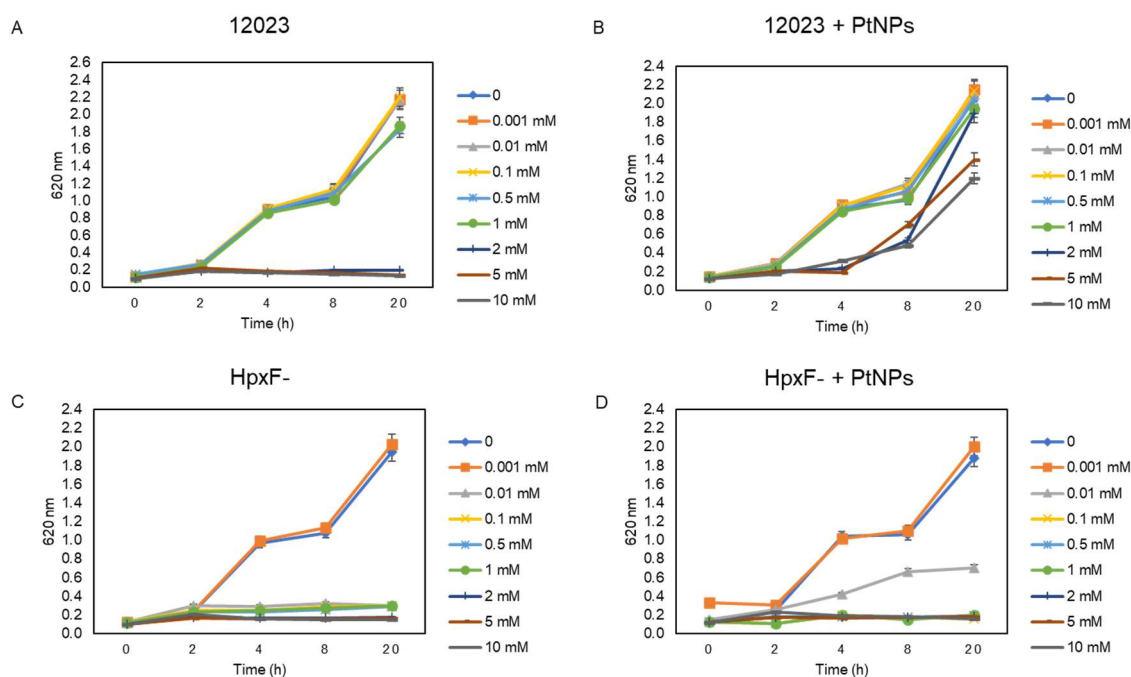 A
12023
2.6
2.4
2.2
2.0
1.8
1.6
1.4
1.2
1.0
0.8
0.6
0.4
0.2
0.0
620 nm
0 2 4 8 20
Time (h)
0
0.001 mM
0.01 mM
0.1 mM
0.5 mM
1 mM
2 mM
5 mM
10 mM
B
12023 + PtNPs
2.4
2.2
2.0
1.8
1.6
1.4
1.2
1.0
0.8
0.6
0.4
0.2
0.0
620 nm
0 2 4 8 20
Time (h)
0
0.001 mM
0.01 mM
0.1 mM
0.5 mM
1 mM
2 mM
5 mM
10 mM
C
HpxF-
2.4
2.2
2.0
1.8
1.6
1.4
1.2
1.0
0.8
0.6
0.4
0.2
0.0
620 nm
0 2 4 8 20
Time (h)
0
0.001 mM
0.01 mM
0.1 mM
0.5 mM
1 mM
2 mM
5 mM
10 mM
D
HpxF- + PtNPs
2.4
2.2
2.0
1.8
1.6
1.4
1.2
1.0
0.8
0.6
0.4
0.2
0.0
620 nm
0 2 4 8 20
Time (h)
0
0.001 mM
0.01 mM
0.1 mM
0.5 mM
1 mM
2 mM
5 mM
10 mM